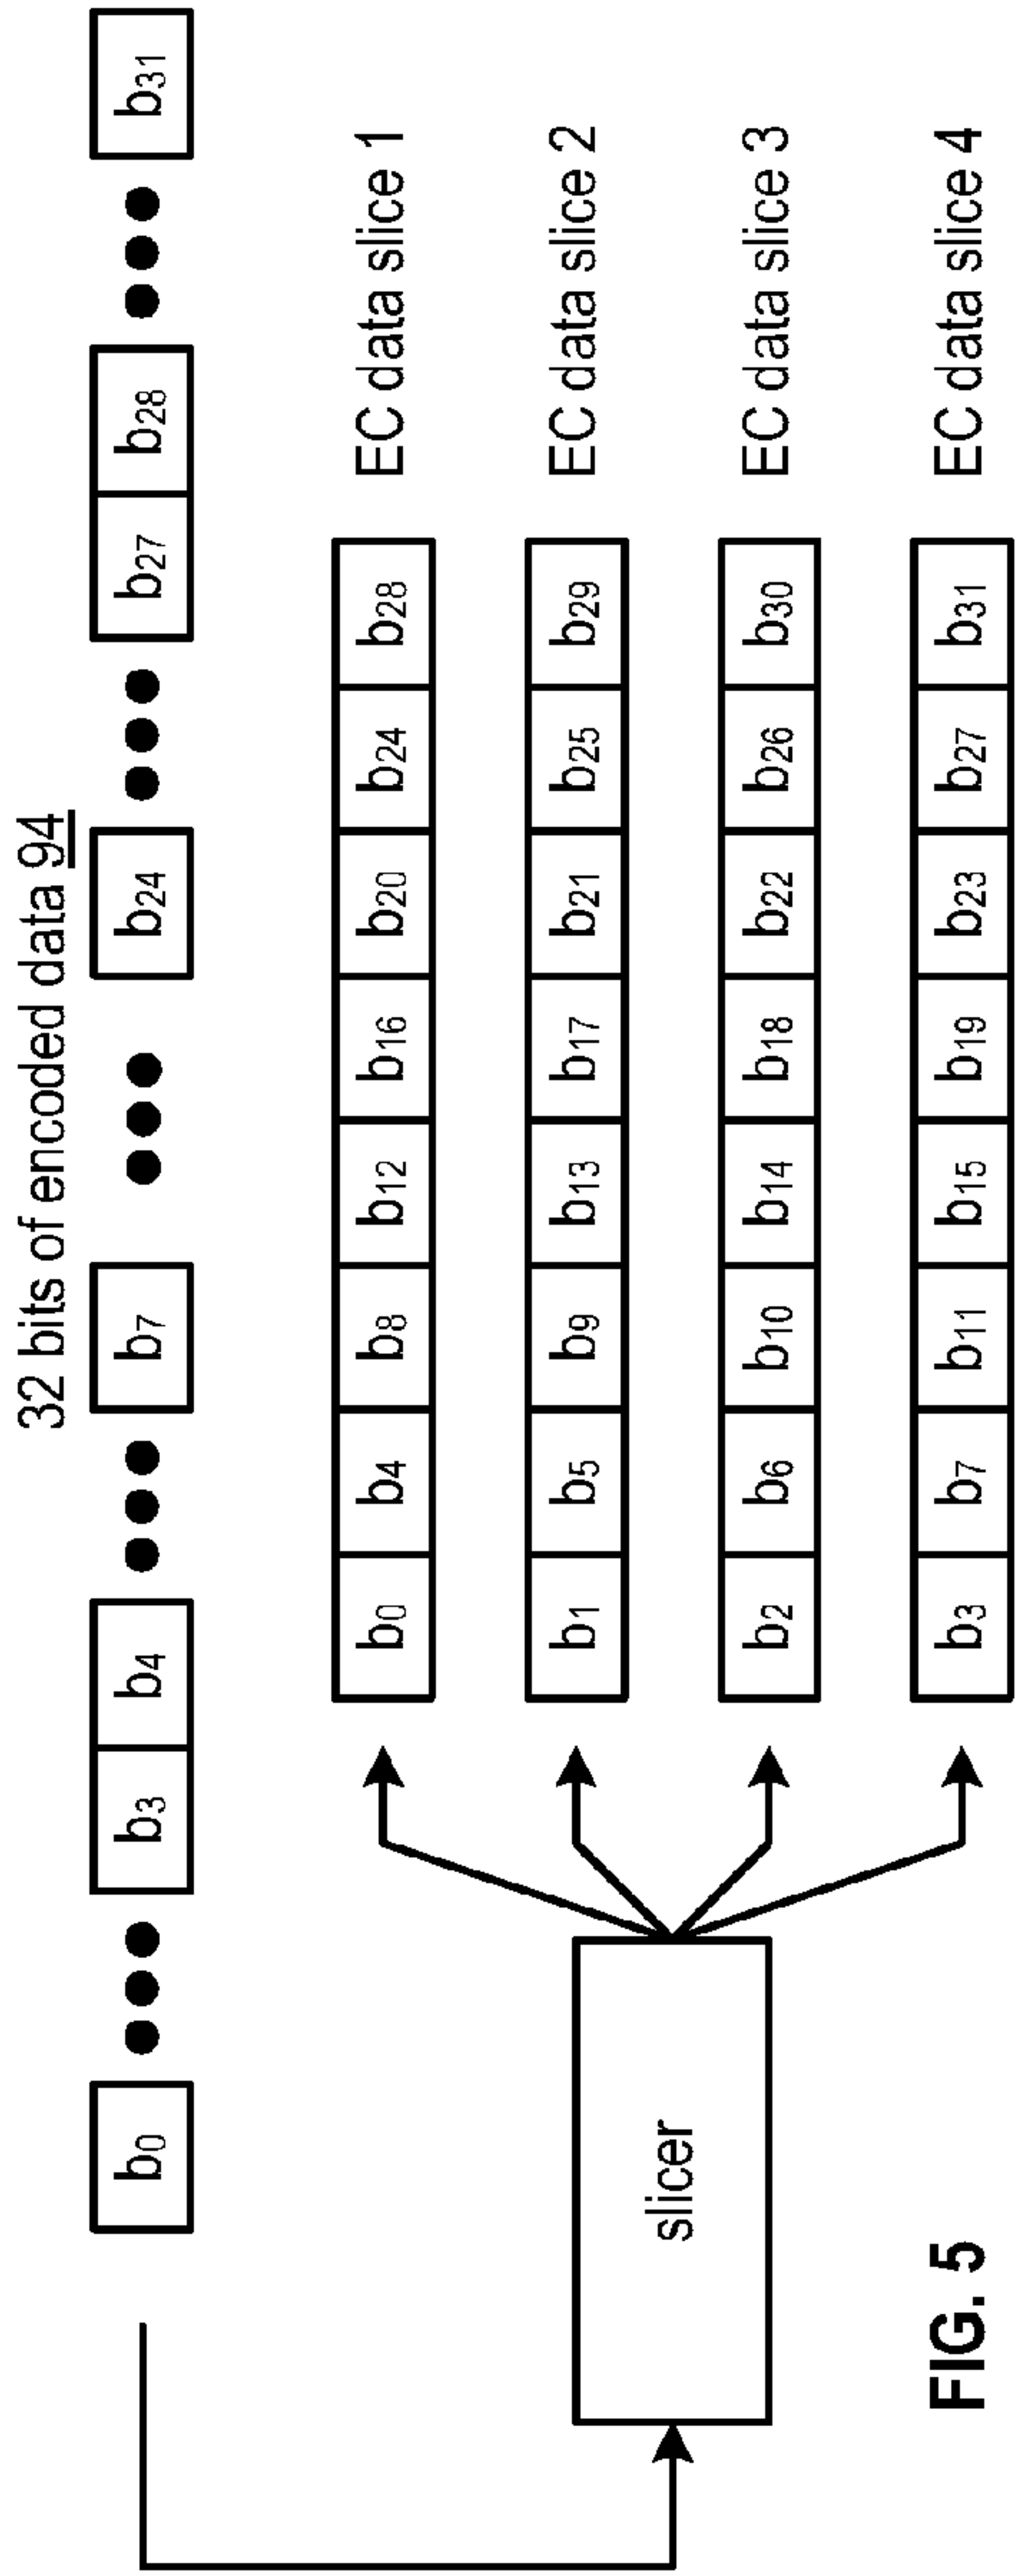 32 bits of encoded data 94
b0 b3 b4 b7 b24 b27 b28 b31
b0 b4 b8 b12 b16 b20 b24 b28 EC data slice 1
b1 b5 b9 b13 b17 b21 b25 b29 EC data slice 2
slicer
b2 b6 b10 b14 b18 b22 b26 b30 EC data slice 3
b3 b7 b11 b15 b19 b23 b27 b31 EC data slice 4
FIG. 5